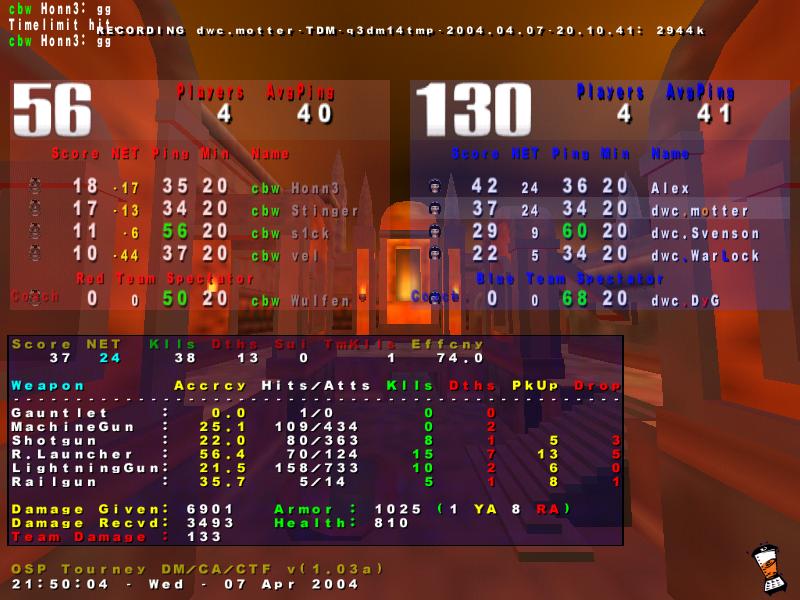 cbw Honn3: gg
Timelimit hit.
RECORDING dwc.motter-TDM-q3dm14tmp-2004.04.07-20.10.41: 2944k
cbw Honn3: gg
56 Players AvgPing
4 40
Score NET Ping Min Name
18 -17 35 20 cbw Honn3
17 -13 34 20 cbw Stinger
11 -6 56 20 cbw s1ck
10 -44 37 20 cbw vel
Red Team Spectator
Coach 0 0 50 20 cbw Wulfen
130 Players AvgPing
4 41
Score NET Ping Min Name
42 24 36 20 Alex
37 24 34 20 dwc.motter
29 9 60 20 dwc.Svenson
22 5 34 20 dwc.WarLock
Blue Team Spectator
Coach 0 0 68 20 dwc.DyG
Score NET Klls Dths Sui TmKlls Effcny
37 24 38 13 0 1 74.0
Weapon Accrcy Hits/Atts Klls Dths PkUp Drop
Gauntlet : 0.0 1/0 0 0
MachineGun : 25.1 109/434 0 2
Shotgun : 22.0 80/363 8 1 5 3
R.Launcher : 56.4 70/124 15 7 13 5
LightningGun: 21.5 158/733 10 2 6 0
Railgun : 35.7 5/14 5 1 8 1
Damage Given: 6901 Armor : 1025 (1 YA 8 RA)
Damage Recvd: 3493 Health: 810
Team Damage : 133
OSP Tourney DM/CA/CTF v(1.03a)
21:50:04 - Wed - 07 Apr 2004